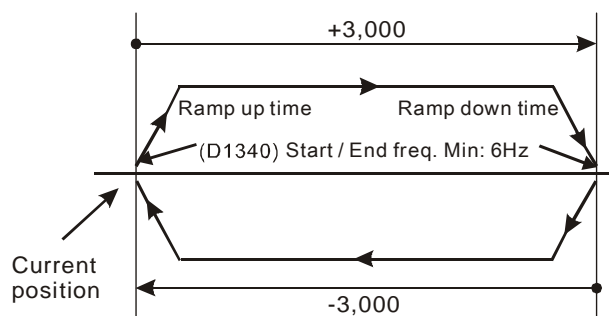 +3,000
Ramp up time Ramp down time
(D1340) Start / End freq. Min: 6Hz
Current
position
-3,000